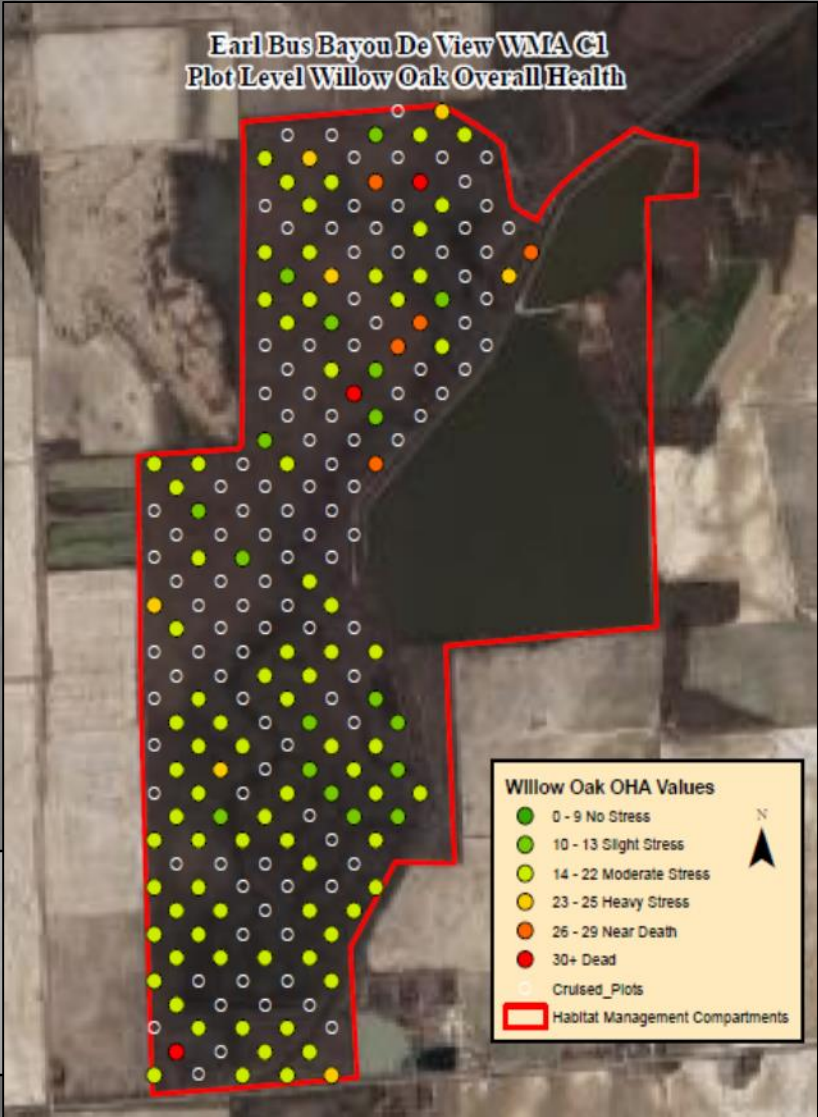 Earl Bus Bayou De View WMA C1
Plot Level Willow Oak Overall Health
Willow Oak OHA Values
N
0 - 9 No Stress
10 - 13 Slight Stress
14 - 22 Moderate Stress
23 - 25 Heavy Stress
26 - 29 Near Death
30+ Dead
Cruised_Plots
Habitat Management Compartments